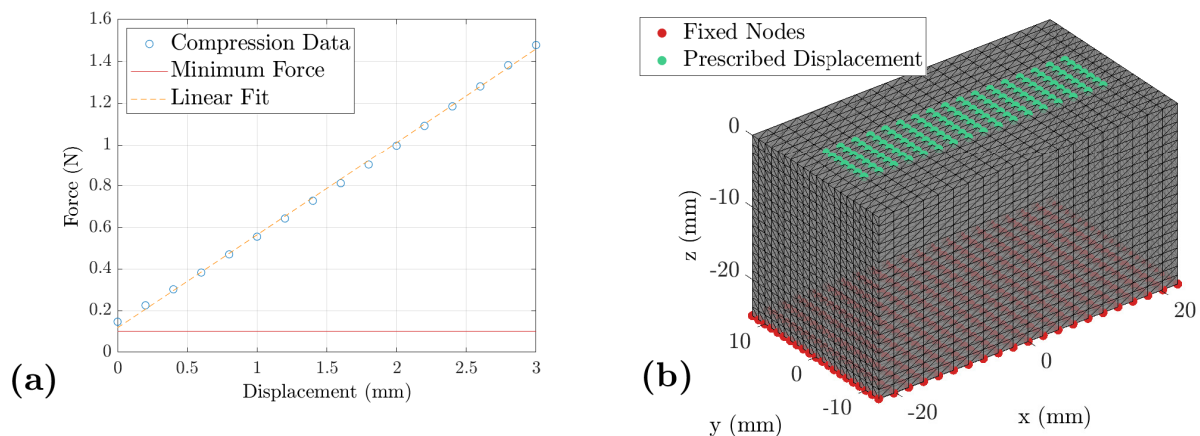 1.6
1.4
1.2
1
0.8
0.6
0.4
0.2
0
Force (N)
Compression Data
Minimum Force
Linear Fit
0
0.5
1
1.5
2
2.5
3
Displacement (mm)
(a)
Fixed Nodes
Prescribed Displacement
0
-10
-20
z (mm)
10
0
-10
y (mm)
-20
0
20
x (mm)
(b)